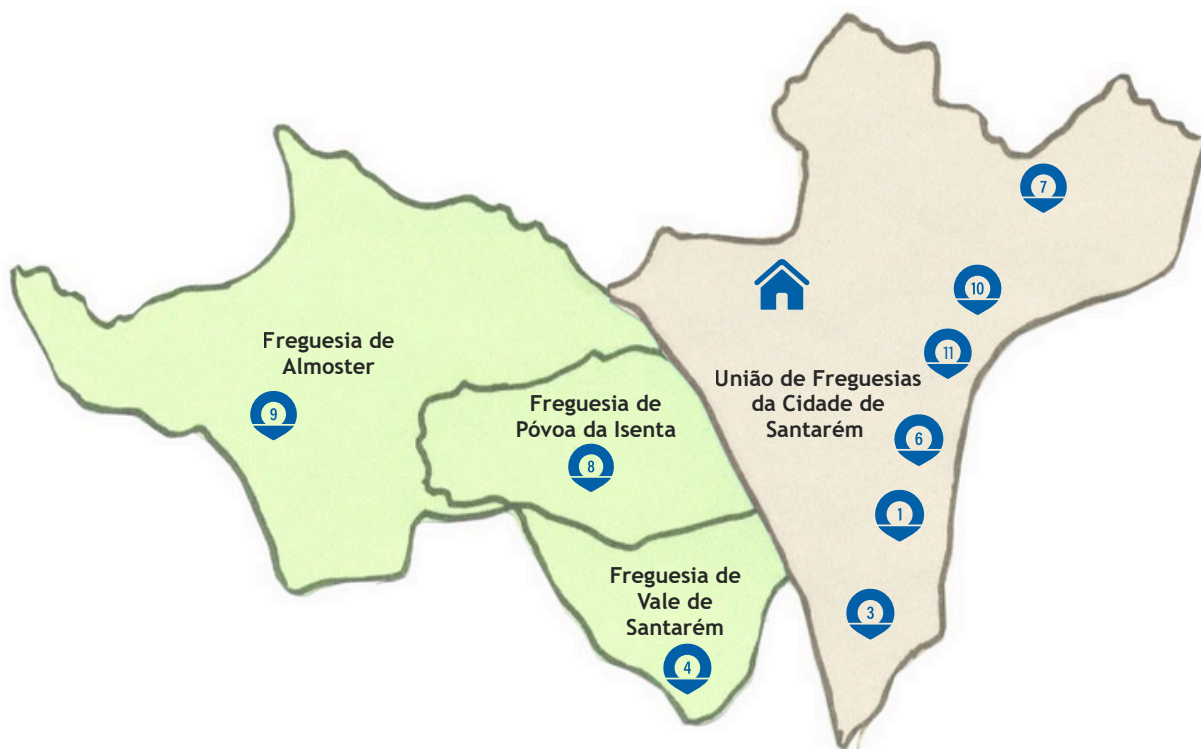 7
10
11
Freguesia de
Almoster
União de Freguesias
da Cidade de
Santarém
Freguesia de
Póvoa da Isenta
9
6
8
1
Freguesia de
Vale de
Santarém
3
4